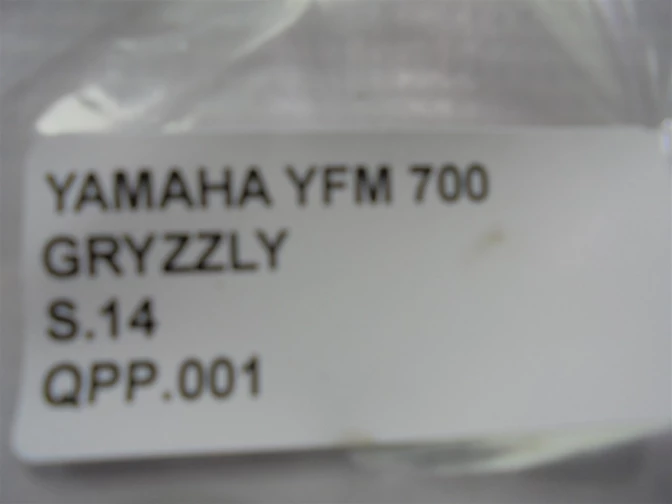 YAMAHA YFM 700
GRYZZLY
S.14
QPP.001